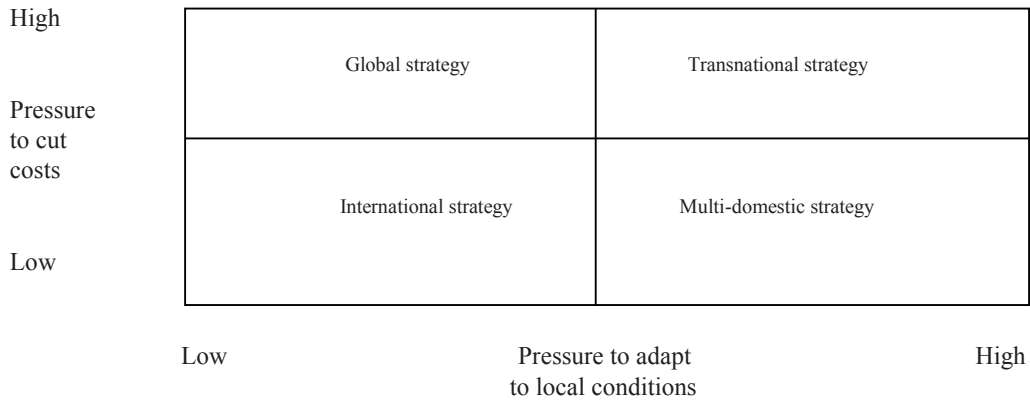 High
Global strategy
Transnational strategy
Pressure
to cut
costs
International strategy
Multi-domestic strategy
Low
Low
Pressure to adapt
to local conditions
High